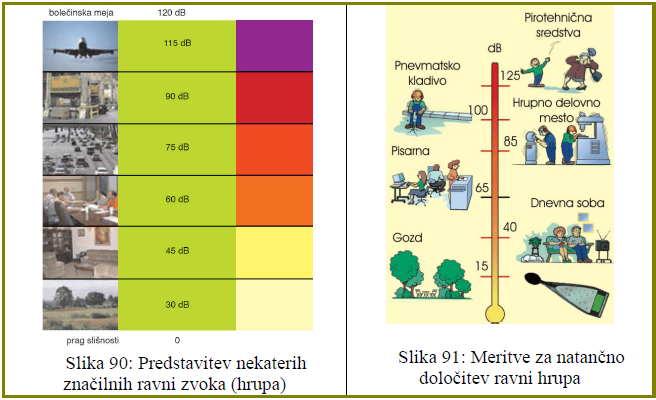 bolečinska meja 120 dB
115 dB
90 dB
75 dB
60 dB
45 dB
30 dB
prag slišnosti 0
Slika 90: Predstavitev nekaterih
značilnih ravni zvoka (hrupa)
Pirotehnična
sredstva
dB
Pnevmatsko
kladivo
125
100
Hrupno delovno
mesto
85
Pisarna
65
Dnevna soba
40
Gozd
15
Slika 91: Meritve za natančno
določitev ravni hrupa